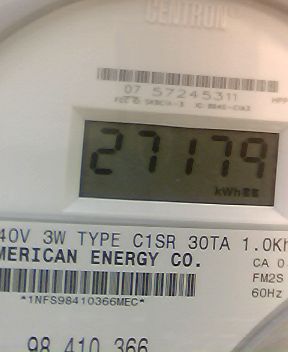 CENTRON
07 57245311
27179
kWh
40V 3W TYPE C1SR 30TA 1.0Kh
MERICAN ENERGY CO.
CA 0
FM2S
60Hz
*1NFS98410366MEC*
98 410 366